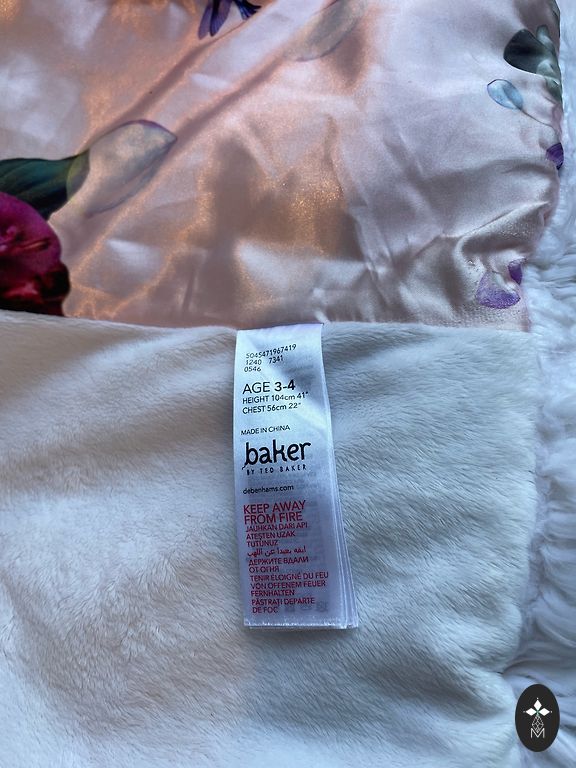 5045471967419
1240 7341
0546
AGE 3-4
HEIGHT 104cm 41"
CHEST 56cm 22"
MADE IN CHINA
baker
BY TED BAKER
debenhams.com
KEEP AWAY
FROM FIRE
JAUHKAN DARI API
ATEŞTEN UZAK
TUTUNUZ
ابقه بعيدا عن اللهب
ДЕРЖИТЕ ВДАЛИ
ОТ ОГНЯ
TENIR ÉLOIGNÉ DU FEU
VON OFFENEM FEUER
FERNHALTEN
PĂSTRAŢI DEPARTE
DE FOC
M